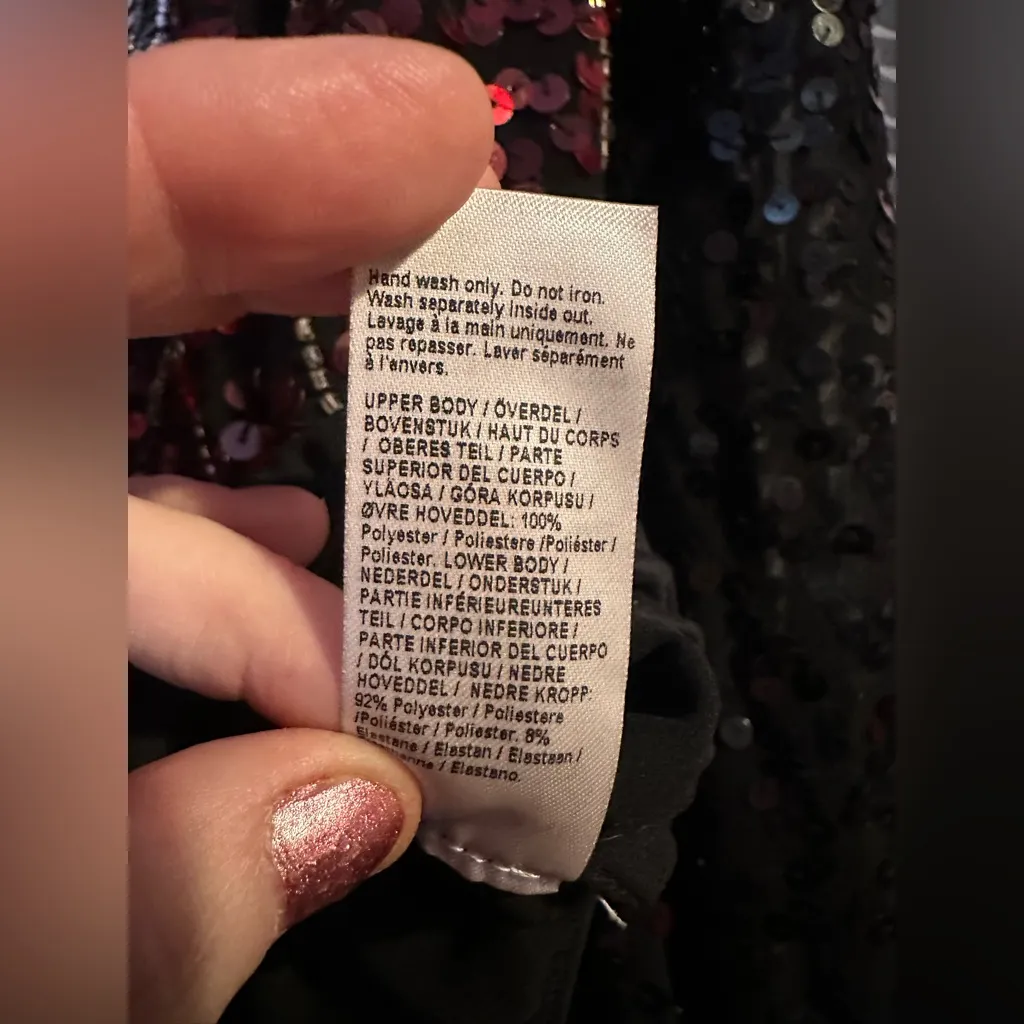 Hand wash only. Do not iron.
Wash separately inside out.
Lavage à la main uniquement. Ne
pas repasser. Laver séparément
à l'envers.
UPPER BODY / ÖVERDEL /
BOVENSTUK / HAUT DU CORPS
/ OBERES TEIL / PARTE
SUPERIOR DEL CUERPO /
YLÄOSA / GÓRA KORPUSU /
ØVRE HOVEDDEL: 100%
Polyester / Poliestere /Poliéster /
Poliester. LOWER BODY /
NEDERDEL / ONDERSTUK /
PARTIE INFÉRIEUREUNTERES
TEIL / CORPO INFERIORE /
PARTE INFERIOR DEL CUERPO
/ DÓL KORPUSU / NEDRE
HOVEDDEL / NEDRE KROPP:
92% Polyester / Poliestere
/Poliéster / Poliester. 8%
Elastane / Elastan / Elastaan /
/ Elastano.